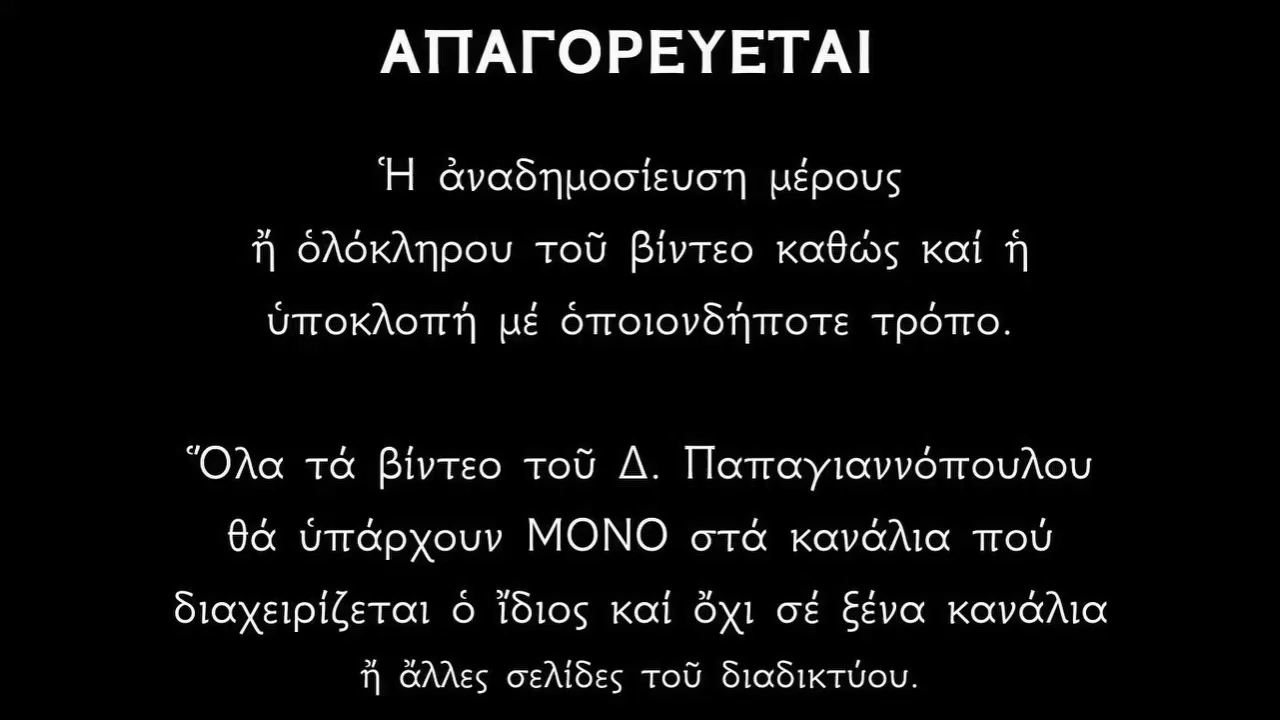 ΑΠΑΓΟΡΕΥΕΤΑΙ
Ἡ ἀναδημοσίευση μέρους
ἤ ὁλόκληρου τοῦ βίντεο καθώς καί ἡ
ὑποκλοπή μέ ὁποιονδήποτε τρόπο.
Ὅλα τά βίντεο τοῦ Δ. Παπαγιαννόπουλου
θά ὑπάρχουν ΜΟΝΟ στά κανάλια πού
διαχειρίζεται ὁ ἴδιος καί ὄχι σέ ξένα κανάλια
ἤ ἄλλες σελίδες τοῦ διαδικτύου.